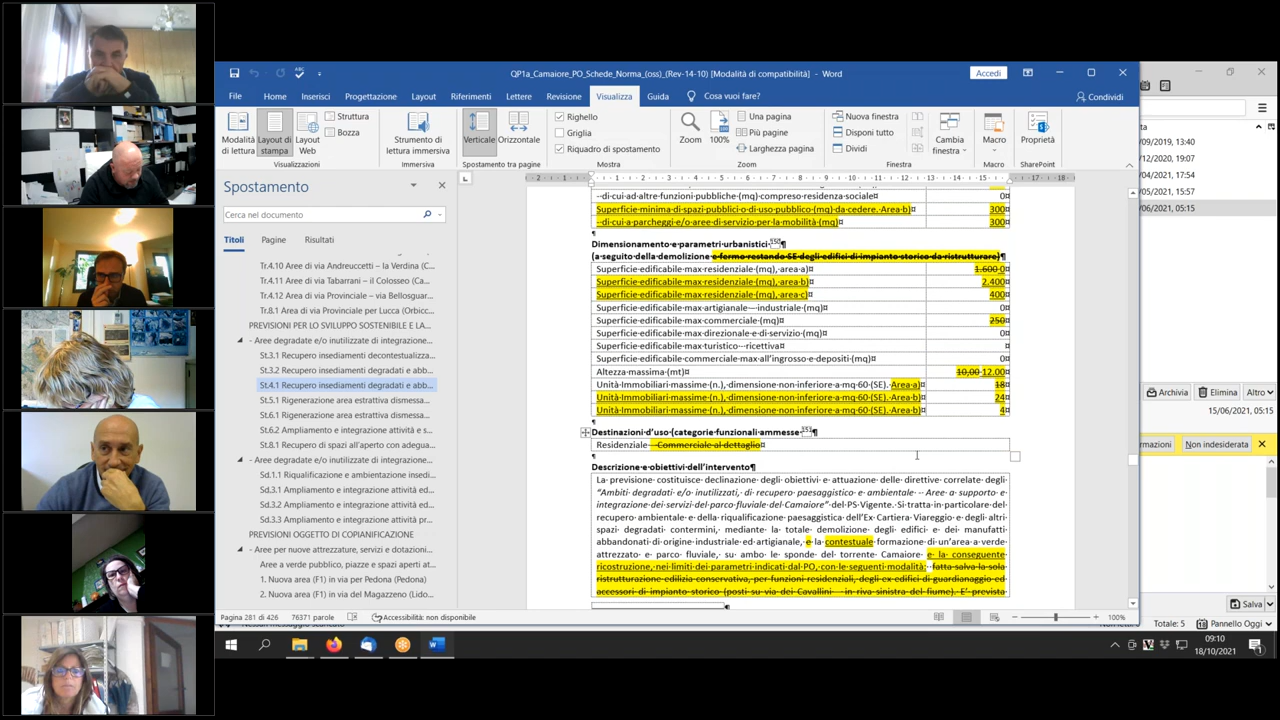 QP1a_Camaiore_PO_Schede_Norma_(oss)_(Rev-14-10) [Modalità di compatibilità] - Word
Accedi
File Home Inserisci Progettazione Layout Riferimenti Lettere Revisione Visualizza Guida Cosa vuoi fare? Condividi
Modalità di lettura
Layout di stampa
Layout Web
Struttura
Bozza
Visualizzazioni
Strumento di lettura immersiva
Immersiva
Verticale
Orizzontale
Spostamento tra pagine
Righello
Griglia
Riquadro di spostamento
Mostra
Zoom
100%
Una pagina
Più pagine
Larghezza pagina
Zoom
Nuova finestra
Disponi tutto
Dividi
Cambia finestra
Finestra
Macro
Macro
Proprietà
SharePoint
Spostamento
Cerca nel documento
Titoli Pagine Risultati
Tr.4.10 Aree di via Andreuccetti – la Verdina (C...
Tr.4.11 Aree di via Tabarrani – il Colosseo (Ca...
Tr.4.12 Aree di via Provinciale – via Bellosguar...
Tr.8.1 Area di via Provinciale per Lucca (Orbicc...
PREVISIONI PER LO SVILUPPO SOSTENIBILE E LA...
- Aree degradate e/o inutilizzate di integrazione...
St.3.1 Recupero insediamenti decontestualizza...
St.3.2 Recupero insediamenti degradati e abb...
St.4.1 Recupero insediamenti degradati e abb...
St.5.1 Rigenerazione area estrattiva dismessa...
St.6.1 Rigenerazione area estrattiva dismessa...
St.6.2 Ampliamento e integrazione attività ed...
St.8.1 Recupero di spazi all'aperto con adegua...
- Aree degradate e/o inutilizzate di integrazione...
Sd.1.1 Riqualificazione e ambientazione insedi...
Sd.3.1 Ampliamento e integrazione attività ed...
Sd.3.2 Ampliamento e integrazione attività ed...
Sd.3.3 Ampliamento e integrazione attività pr...
PREVISIONI OGGETTO DI COPIANIFICAZIONE
- Aree per nuove attrezzature, servizi e dotazioni...
- Aree a verde, piazze e spazi aperti at...
1. Nuova area (F1) in via per Pedona (Pedona)
2. Nuova area (F1) in via del Magazzeno (Lido...
--di cui ad altre funzioni pubbliche (mq) compreso residenza sociale 0
Superficie minima di spazi pubblici o di uso pubblico (mq) da cedere. Area b) 300
--di cui a parcheggi e/o aree di servizio per la mobilità (mq) 300
Dimensionamento e parametri urbanistici 550
(a seguito della demolizione e fermo restando SE degli edifici di impianto storico da ristrutturare)
Superficie edificabile max residenziale (mq), area a) 1.600 0
Superficie edificabile max residenziale (mq), area b) 2.400
Superficie edificabile max residenziale (mq), area c) 400
Superficie edificabile max artigianale – industriale (mq) 0
Superficie edificabile max commerciale (mq) 250
Superficie edificabile max direzionale e di servizio (mq) 0
Superficie edificabile max turistico - ricettiva
Superficie edificabile commerciale max all'ingrosso e depositi (mq) 0
Altezza massima (mt) 10,00 12.00
Unità Immobiliari massime (n.), dimensione non inferiore a mq 60 (SE). Area a) 18
Unità Immobiliari massime (n.), dimensione non inferiore a mq 60 (SE). Area b) 24
Unità Immobiliari massime (n.), dimensione non inferiore a mq 60 (SE). Area b) 4
Destinazioni d'uso (categorie funzionali ammesse
Residenziale - Commerciale al dettaglio
Descrizione e obiettivi dell'intervento
La previsione costituisce declinazione degli obiettivi e attuazione delle direttive correlate degli
"Ambiti degradati e/o inutilizzati, di recupero paesaggistico e ambientale - Aree a supporto e
integrazione dei servizi del parco fluviale del Camaiore" del PS Vigente. Si tratta in particolare del
recupero ambientale e della riqualificazione paesaggistica dell'Ex Cartiera Viareggio e degli altri
spazi degradati contermini, mediante la totale demolizione degli edifici e dei manufatti
abbandonati di origine industriale ed artigianale, e la contestuale formazione di un'area a verde
attrezzato e parco fluviale, su ambo le sponde del torrente Camaiore e la conseguente
ricostruzione, nei limiti dei parametri indicati dal PO, con le seguenti modalità: fatta salva la sola
ristrutturazione edilizia conservativa, per funzioni residenziali, degli ex edifici di guardianaggio ed
accessori di impianto storico (posti su via dei Cavallini in riva sinistra del fiume). E' prevista
Pagina 281 di 426 76371 parole Accessibilità: non disponibile 100%
ta
/09/2019, 13:40
/12/2020, 19:07
17:54
15:57
/06/2021, 05:15
Archivia Elimina Altro
15/06/2021, 05:15
rmazioni Non indesiderata
Salva
Totale: 5 Pannello Oggi
09:10
18/10/2021